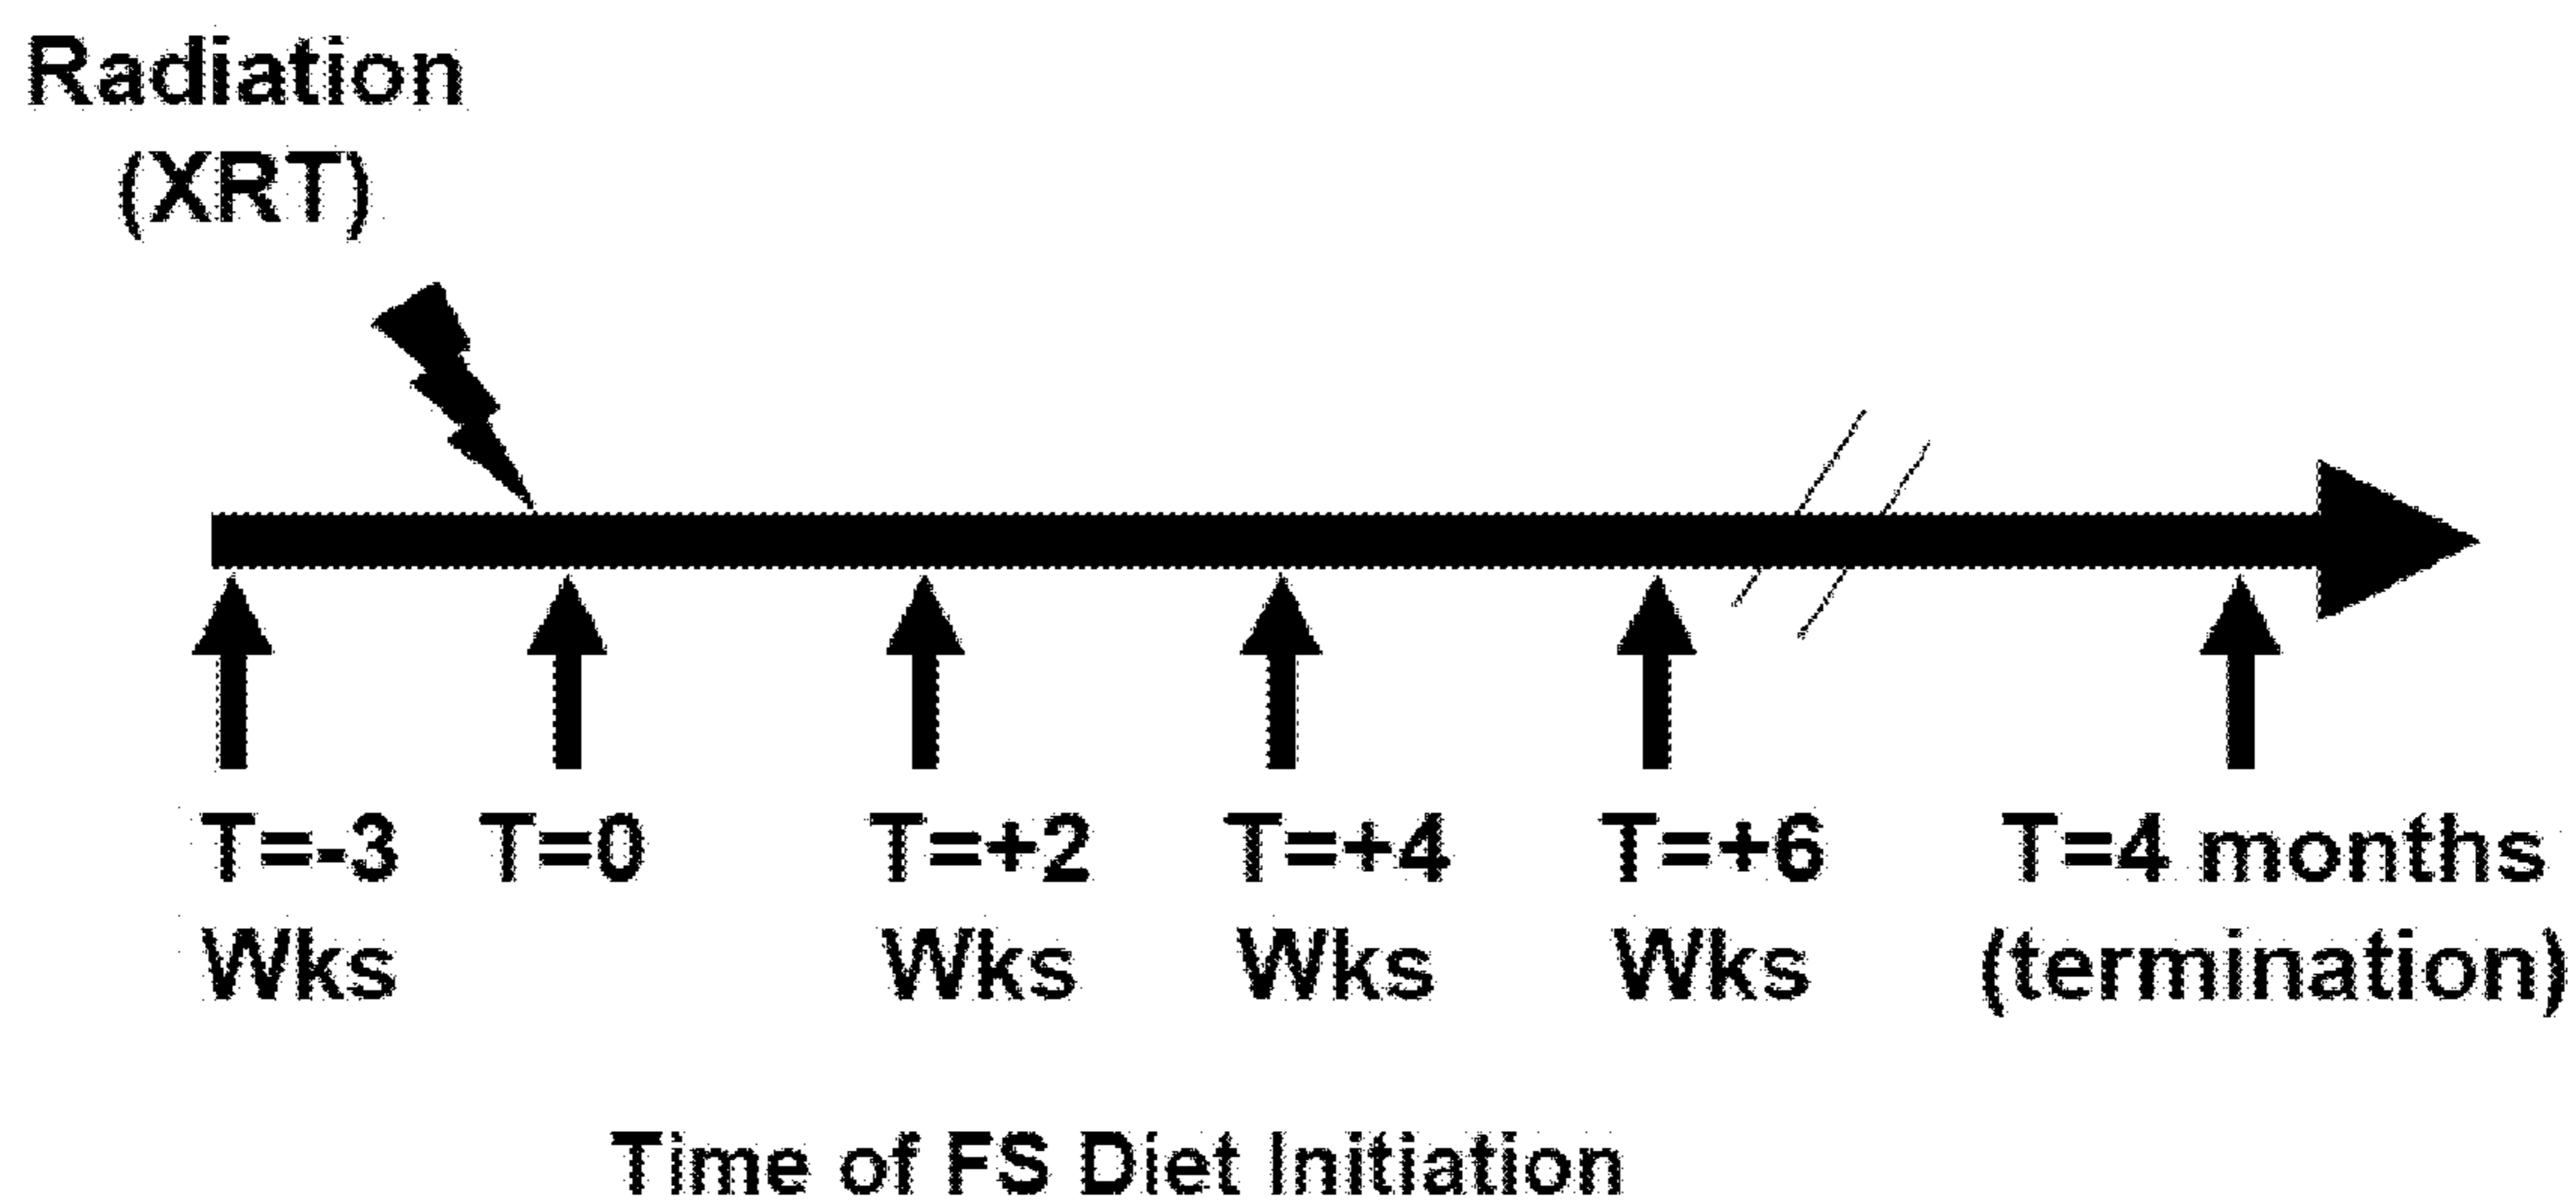 Radiation
(XRT)
T=-3 T=0 T=+2 T=+4 T=+6 T=4 months
Wks Wks Wks Wks (termination)
Time of FS Diet Initiation